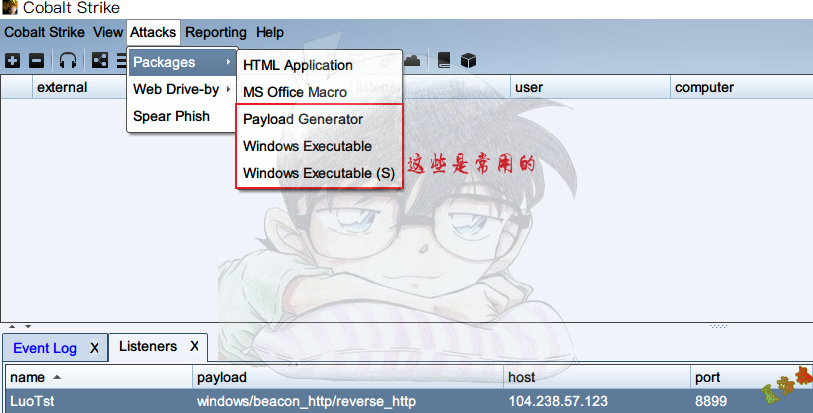 Cobalt Strike
Cobalt Strike View Attacks Reporting Help
Packages
Web Drive-by
Spear Phish
HTML Application
MS Office Macro
Payload Generator
Windows Executable
Windows Executable (S)
这些是常用的
external user computer
Event Log X Listeners X
name payload host port
LuoTst windows/beacon_http/reverse_http 104.238.57.123 8899